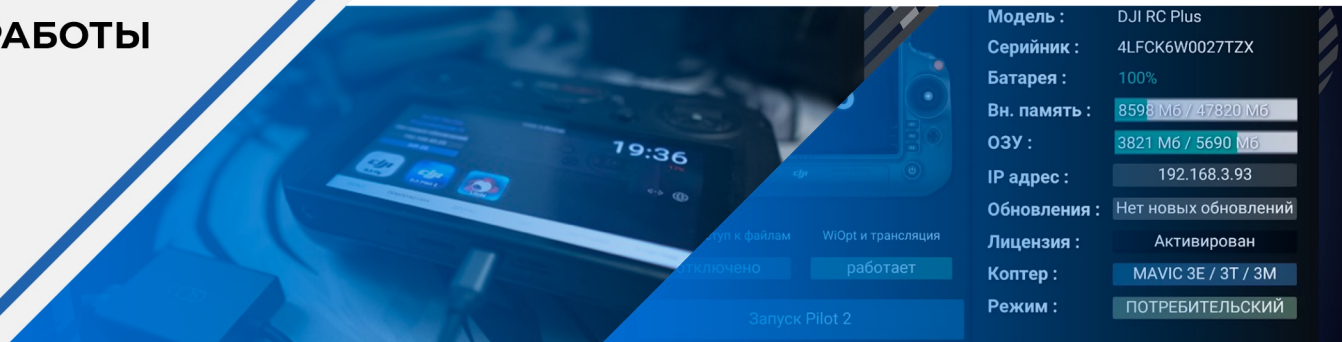 РАБОТЫ
19:36
Модель : DJI RC Plus
Серийник : 4LFCK6W0027TZX
Батарея : 100%
Вн. память : 8598 Мб / 47820 Мб
ОЗУ : 3821 Мб / 5690 Мб
IP адрес : 192.168.3.93
Обновления : Нет новых обновлений
Лицензия : Активирован
Коптер : MAVIC 3E / 3T / 3M
Режим : ПОТРЕБИТЕЛЬСКИЙ
к файлам
WiOpt и трансляция
работает
Запуск Pilot 2